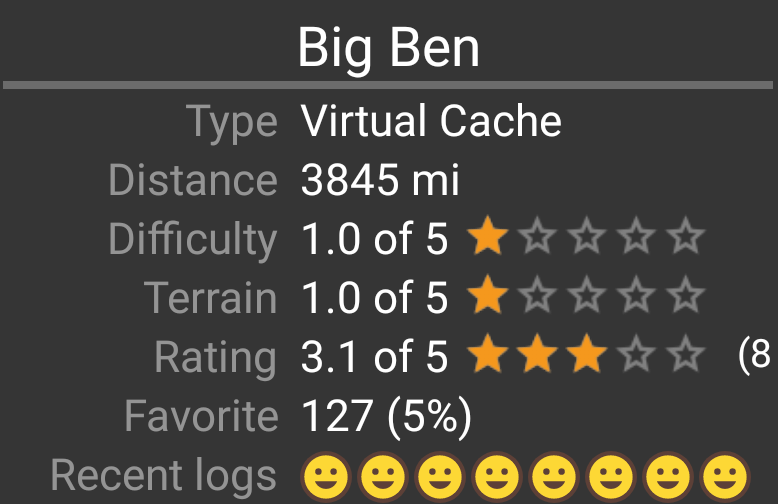 Big Ben
Type Virtual Cache
Distance 3845 mi
Difficulty 1.0 of 5
Terrain 1.0 of 5
Rating 3.1 of 5 (8
Favorite 127 (5%)
Recent logs